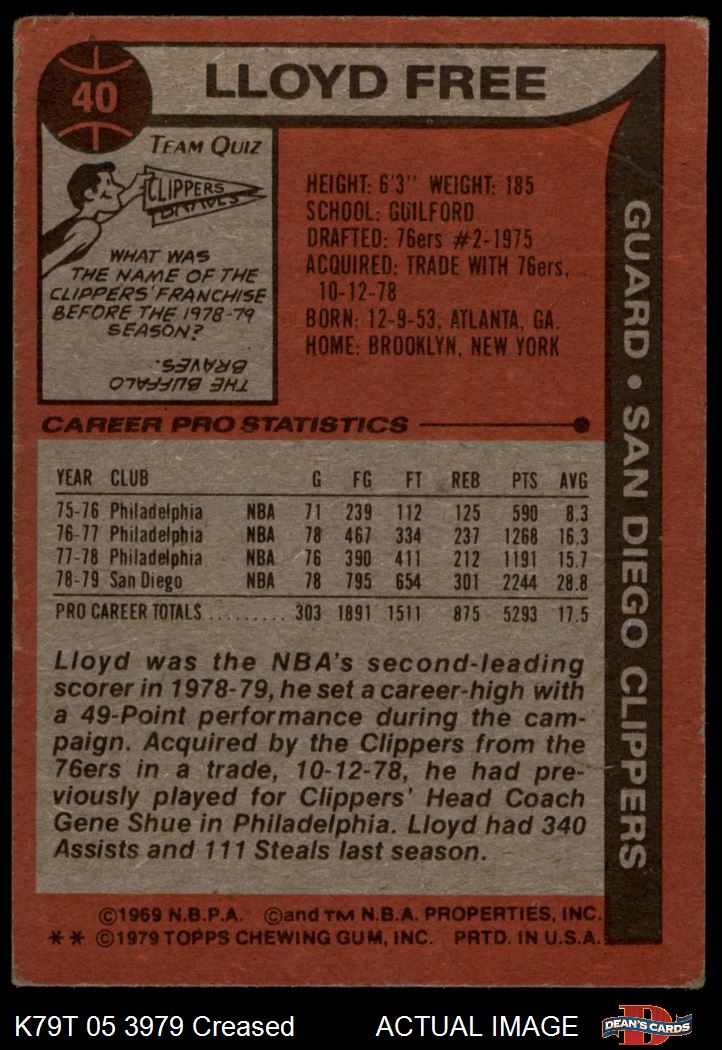 40
LLOYD FREE
TEAM QUIZ
CLIPPERS
BRAVES
WHAT WAS
THE NAME OF THE
CLIPPERS' FRANCHISE
BEFORE THE 1978-79
SEASON?
THE BUFFALO
BRAVES.
HEIGHT: 6'3" WEIGHT: 185
SCHOOL: GUILFORD
DRAFTED: 76ers #2-1975
ACQUIRED: TRADE WITH 76ers,
10-12-78
BORN: 12-9-53, ATLANTA, GA.
HOME: BROOKLYN, NEW YORK
GUARD • SAN DIEGO CLIPPERS
CAREER PRO STATISTICS
YEAR CLUB G FG FT REB PTS AVG
75-76 Philadelphia NBA 71 239 112 125 590 8.3
76-77 Philadelphia NBA 78 467 334 237 1268 16.3
77-78 Philadelphia NBA 76 390 411 212 1191 15.7
78-79 San Diego NBA 78 795 654 301 2244 28.8
PRO CAREER TOTALS ......... 303 1891 1511 875 5293 17.5
Lloyd was the NBA's second-leading
scorer in 1978-79, he set a career-high with
a 49-Point performance during the cam-
paign. Acquired by the Clippers from the
76ers in a trade, 10-12-78, he had pre-
viously played for Clippers' Head Coach
Gene Shue in Philadelphia. Lloyd had 340
Assists and 111 Steals last season.
©1969 N.B.P.A. ©and TM N.B.A. PROPERTIES, INC.
** ©1979 TOPPS CHEWING GUM, INC. PRTD. IN U.S.A.
K79T 05 3979 Creased ACTUAL IMAGE
D
DEAN'S CARDS